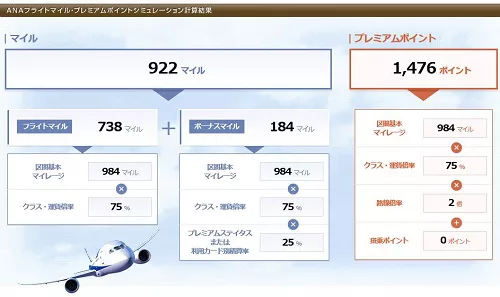 ANAフライトマイル・プレミアムポイントシミュレーション計算結果
マイル
922 マイル
フライトマイル 738 マイル
+
ボーナスマイル 184 マイル
区間基本
マイレージ
984 マイル
×
クラス・運賃倍率 75 %
区間基本
マイレージ
984 マイル
×
クラス・運賃倍率 75 %
×
プレミアムステイタス
または
利用カード別積算率
25 %
プレミアムポイント
1,476 ポイント
区間基本
マイレージ
984 マイル
×
クラス・運賃倍率 75 %
×
路線倍率 2 倍
+
搭乗ポイント 0 ポイント